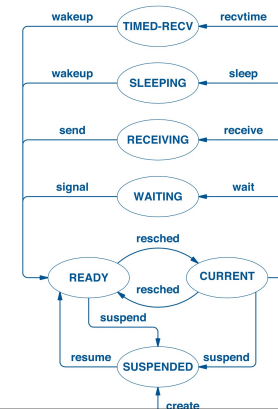 wakeup TIMED-RECV recvtime
wakeup SLEEPING sleep
send RECEIVING receive
signal WAITING wait
resched
READY CURRENT
resched
suspend
resume SUSPENDED suspend
create